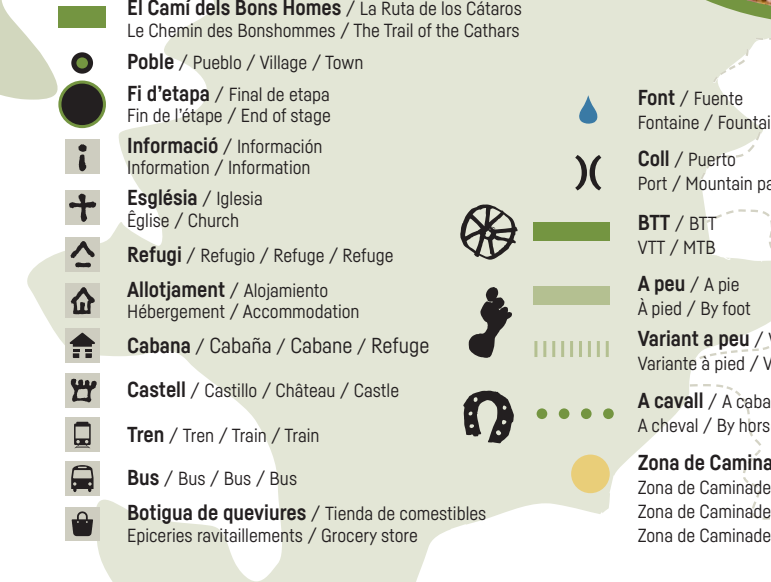 El Camí dels Bons Homes / La Ruta de los Cátaros
Le Chemin des Bonshommes / The Trail of the Cathars
Poble / Pueblo / Village / Town
Fi d'etapa / Final de etapa
Fin de l'étape / End of stage
Informació / Información
Information / Information
Església / Iglesia
Êglise / Church
Refugi / Refugio / Refuge / Refuge
Allotjament / Alojamiento
Hébergement / Accommodation
Cabana / Cabaña / Cabane / Refuge
Castell / Castillo / Château / Castle
Tren / Tren / Train / Train
Bus / Bus / Bus / Bus
Botigua de queviures / Tienda de comestibles
Epiceries ravitaillements / Grocery store
Font / Fuente
Fontaine / Fountai
Coll / Puerto
Port / Mountain pa
BTT / BTT
VTT / MTB
A peu / A pie
À pied / By foot
Variant a peu /
Variante à pied /
A cavall / A caba
A cheval / By hors
Zona de Camina
Zona de Caminade
Zona de Caminade
Zona de Caminade